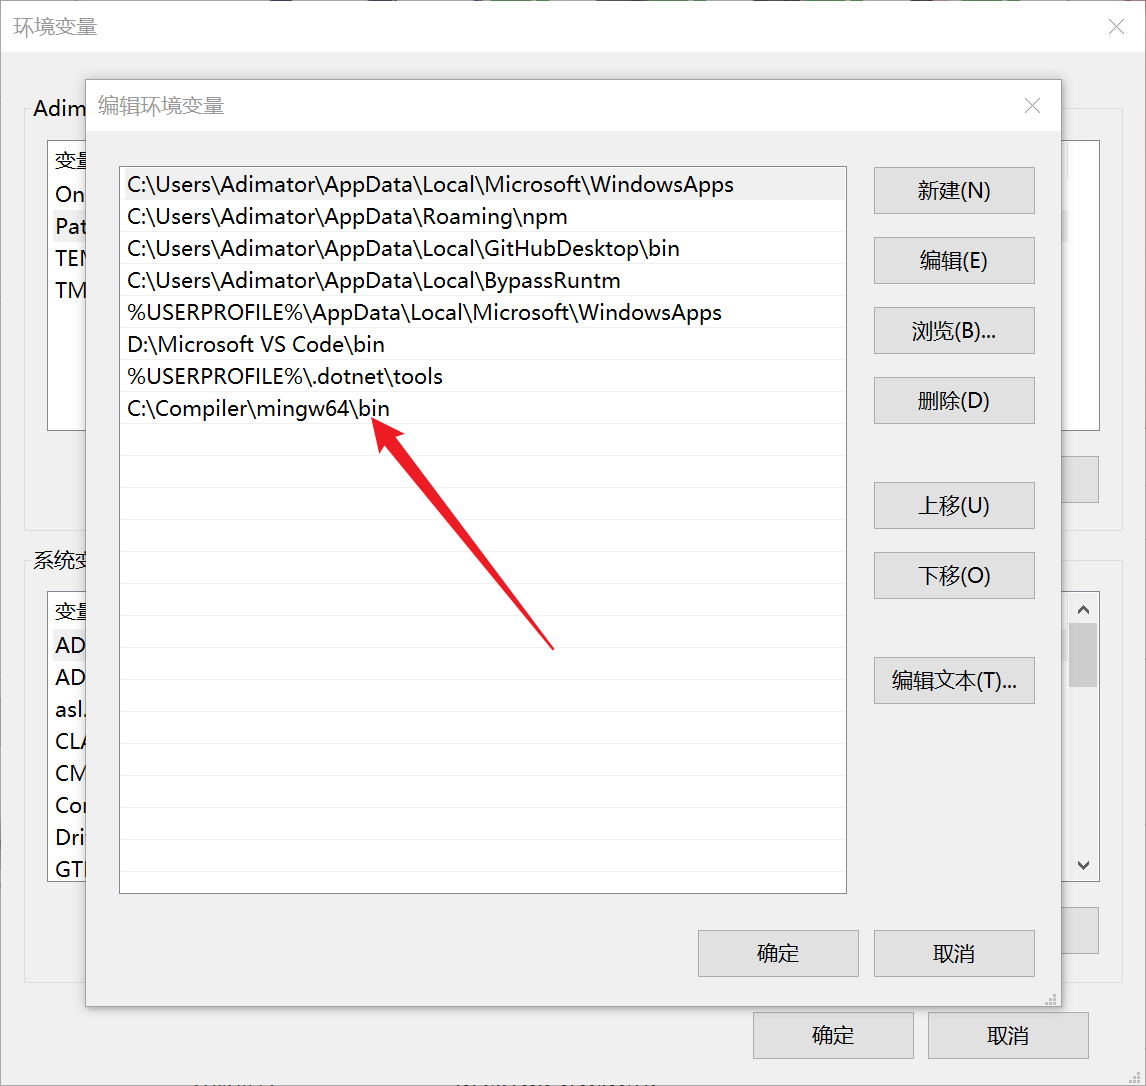 环境变量
编辑环境变量
Adim
变量
On
Pat
TEM
TM
C:\Users\Adimator\AppData\Local\Microsoft\WindowsApps
C:\Users\Adimator\AppData\Roaming\npm
C:\Users\Adimator\AppData\Local\GitHubDesktop\bin
C:\Users\Adimator\AppData\Local\BypassRuntm
%USERPROFILE%\AppData\Local\Microsoft\WindowsApps
D:\Microsoft VS Code\bin
%USERPROFILE%\.dotnet\tools
C:\Compiler\mingw64\bin
新建(N)
编辑(E)
浏览(B)...
删除(D)
上移(U)
下移(O)
编辑文本(T)...
系统变
变量
AD
AD
asl.
CLA
CM
Cor
Dri
GTI
确定
取消
确定
取消